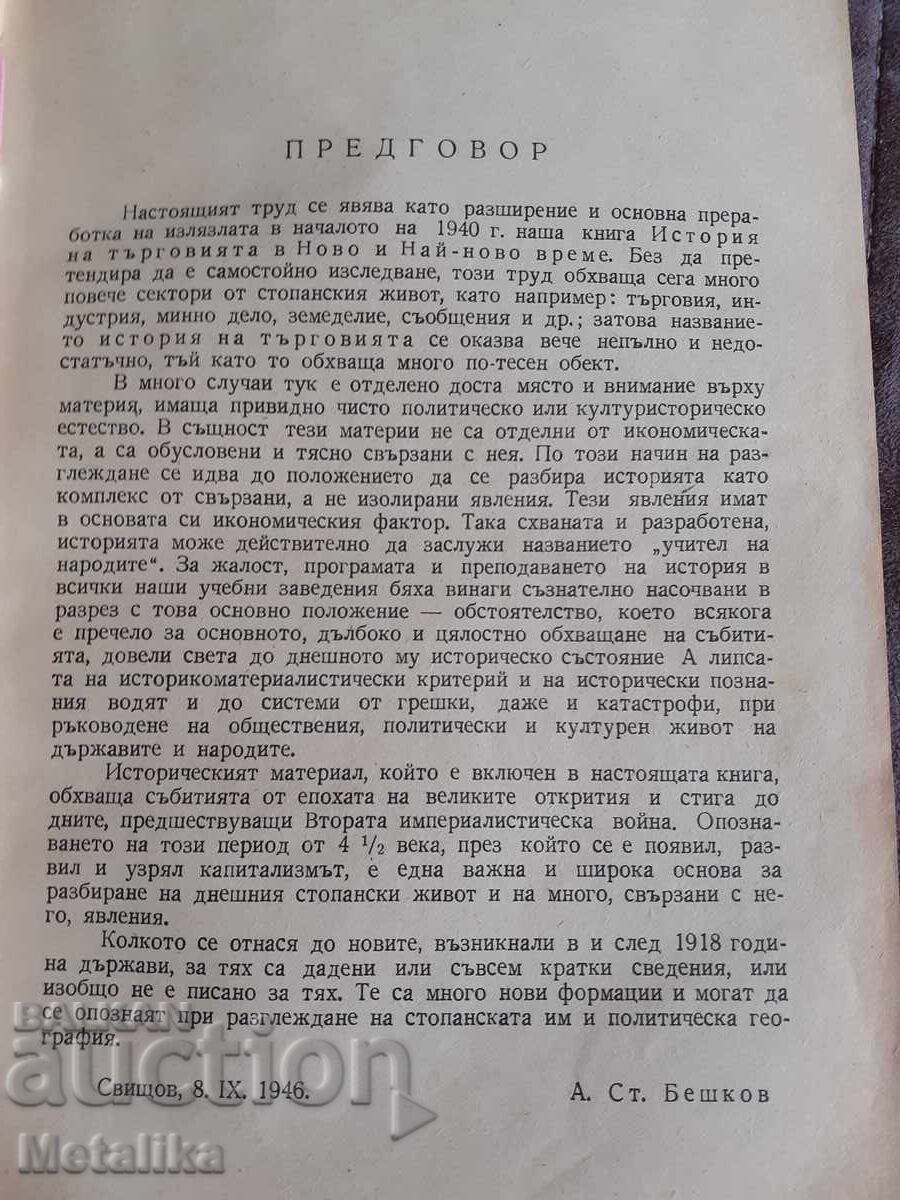 ПРЕДГОВОР
Настоящият труд се явява като разширение и основна прера-
ботка на излязлата в началото на 1940 г. наша книга История
на търговията в Ново и Най-ново време. Без да пре-
тендира да е самостойно изследване, този труд обхваща сега много
повече сектори от стопанския живот, като например: търговия, ин-
дустрия, минно дело, земеделие, съобщения и др.; затова название-
то история на търговията се оказва вече непълно и недо-
статъчно, тъй като то обхваща много по-тесен обект.
В много случаи тук е отделено доста място и внимание върху
материя, имаща привидно чисто политическо или културисторическо
естество. В същност тези материи не са отделни от икономическа-
та, а са обусловени и тясно свързани с нея. По този начин на раз-
глеждане се идва до положението да се разбира историята като
комплекс от свързани, а не изолирани явления. Тези явления имат
в основата си икономическия фактор. Така схваната и разработена,
историята може действително да заслужи названието „учител на
народите“. За жалост, програмата и преподаването на история в
всички наши учебни заведения бяха винаги съзнателно насочвани в
разрез с това основно положение — обстоятелство, което всякога
е пречело за основното, дълбоко и цялостно обхващане на събити-
ята, довели света до днешното му историческо състояние А липса-
та на историкоматериалистически критерий и на исторически позна-
ния водят и до системи от грешки, даже и катастрофи, при
ръководене на обществения, политически и културен живот на
държавите и народите.
Историческият материал, който е включен в настоящата книга,
обхваща събитията от епохата на великите открития и стига до
дните, предшествуващи Втората империалистическа война. Опозна-
ването на този период от 4 ½ века, през който се е появил, раз-
вил и узрял капитализмът, е една важна и широка основа за
разбиране на днешния стопански живот и на много, свързани с не-
го, явления.
Колкото се отнася до новите, възникнали в и след 1918 годи-
на държави, за тях са дадени или съвсем кратки сведения, или
изобщо не е писано за тях. Те са много нови формации и могат да
се опознаят при разглеждане на стопанската им и политическа гео-
графия.
Свищов, 8. IX. 1946. А. Ст. Бешков
BALKAN
auction
Metalika